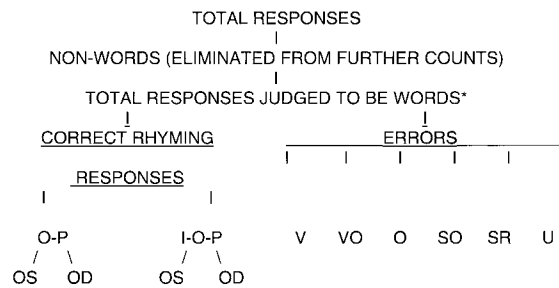 TOTAL RESPONSES
NON-WORDS (ELIMINATED FROM FURTHER COUNTS)
TOTAL RESPONSES JUDGED TO BE WORDS*
CORRECT RHYMING ERRORS
RESPONSES
O-P I-O-P V VO O SO SR U
OS OD OS OD